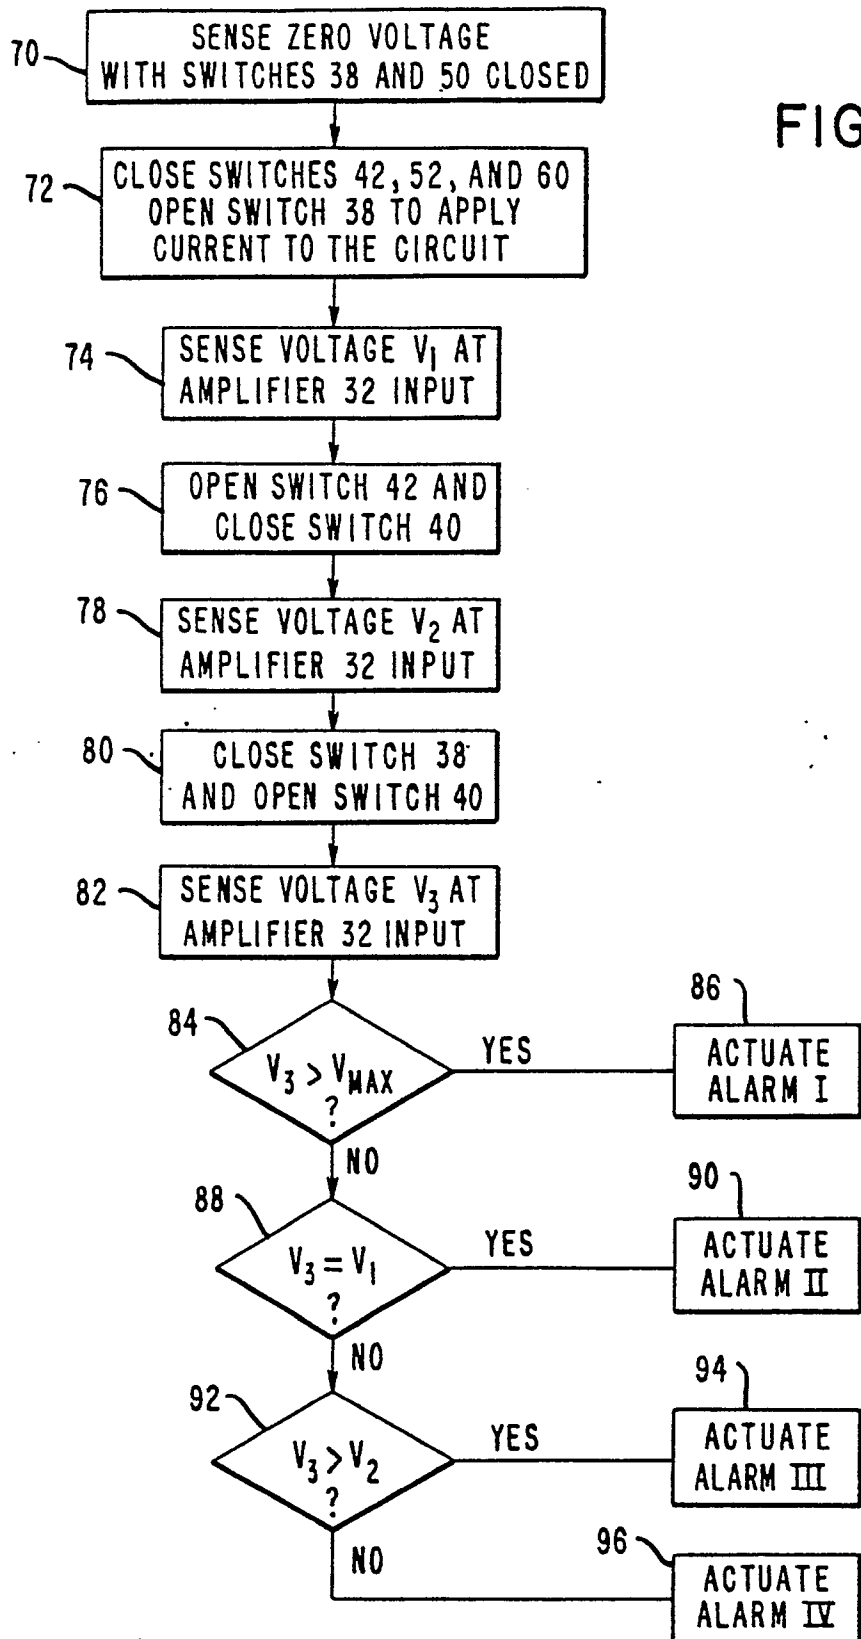 70
SENSE ZERO VOLTAGE
WITH SWITCHES 38 AND 50 CLOSED
FIG
72
CLOSE SWITCHES 42, 52, AND 60
OPEN SWITCH 38 TO APPLY
CURRENT TO THE CIRCUIT
74
SENSE VOLTAGE V1 AT
AMPLIFIER 32 INPUT
76
OPEN SWITCH 42 AND
CLOSE SWITCH 40
78
SENSE VOLTAGE V2 AT
AMPLIFIER 32 INPUT
80
CLOSE SWITCH 38
AND OPEN SWITCH 40
82
SENSE VOLTAGE V3 AT
AMPLIFIER 32 INPUT
84
V3 > VMAX
?
YES
86
ACTUATE
ALARM I
NO
88
V3 = V1
?
YES
90
ACTUATE
ALARM II
NO
92
V3 > V2
?
YES
94
ACTUATE
ALARM III
NO
96
ACTUATE
ALARM IV